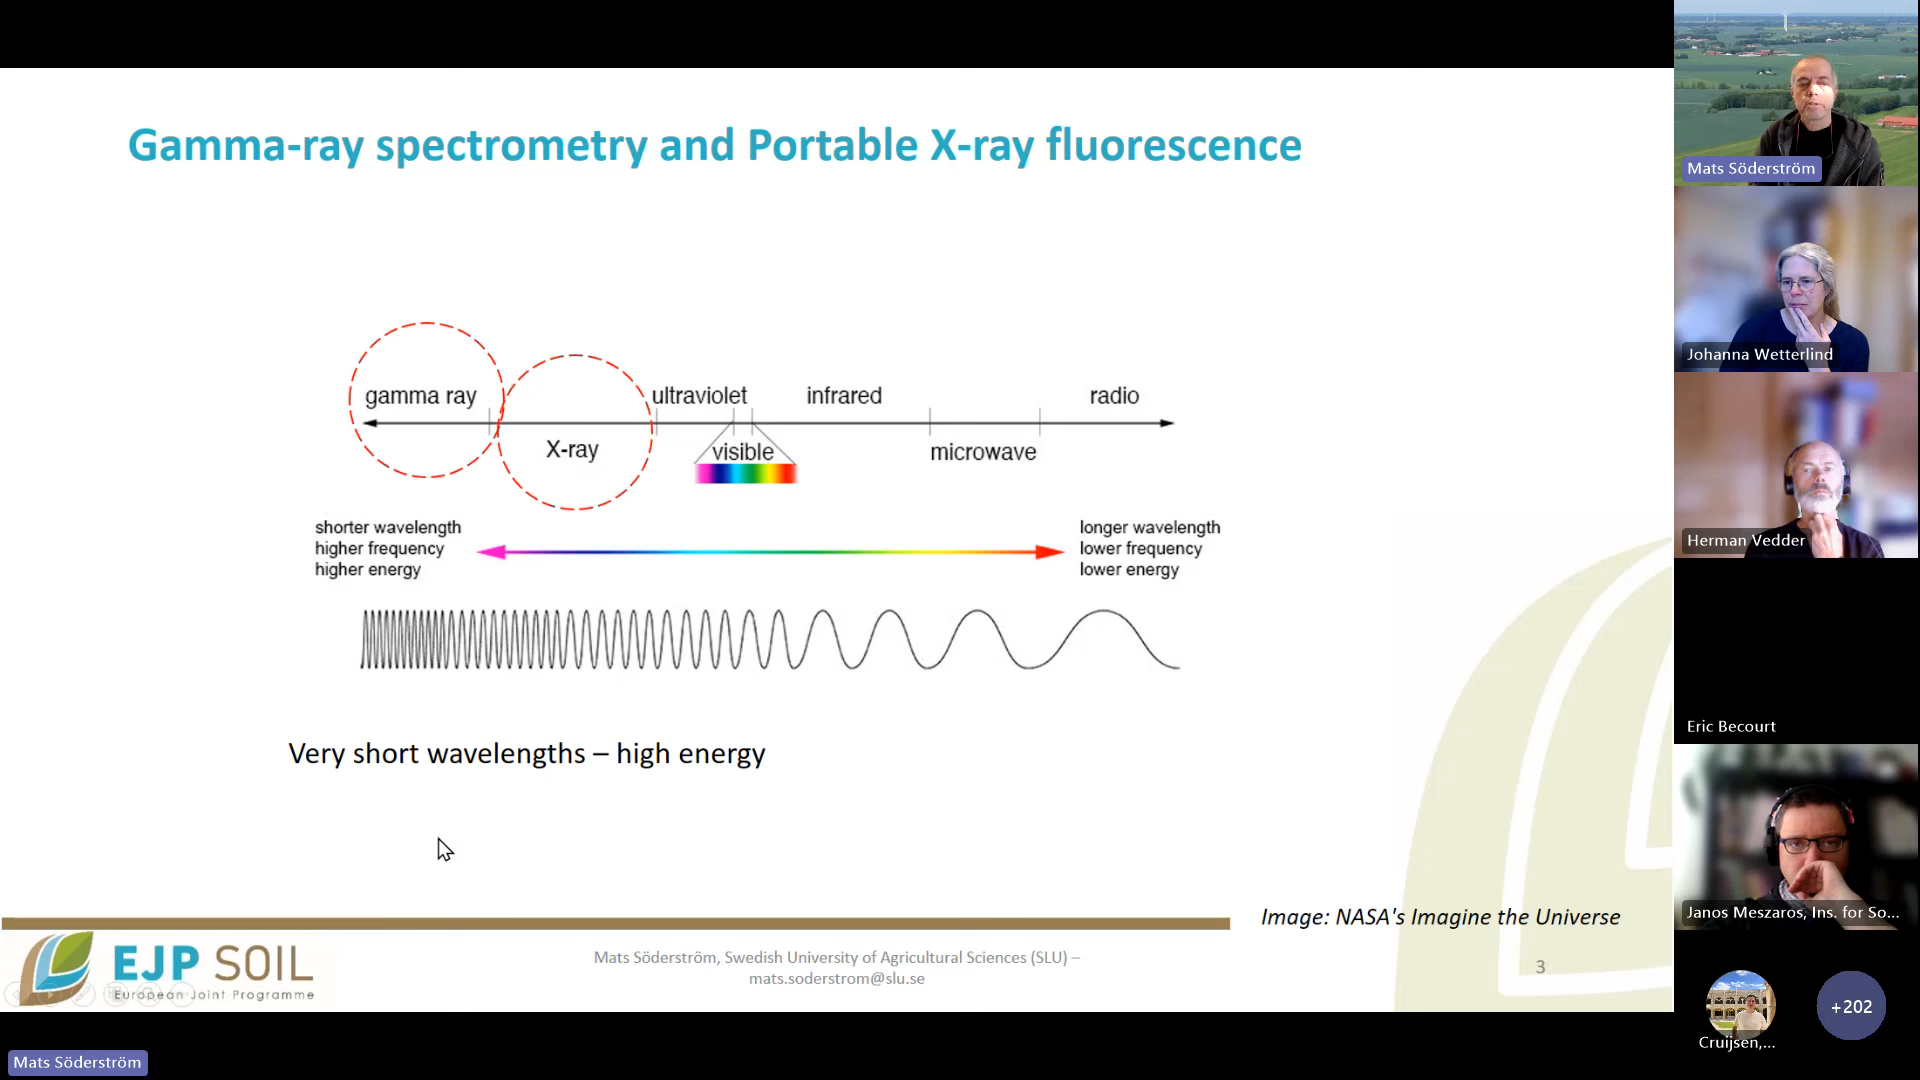 Gamma-ray spectrometry and Portable X-ray fluorescence
gamma ray
ultraviolet
infrared
radio
X-ray
visible
microwave
shorter wavelength
higher frequency
higher energy
longer wavelength
lower frequency
lower energy
Very short wavelengths – high energy
Image: NASA's Imagine the Universe
EJP SOIL
European Joint Programme
Mats Söderström, Swedish University of Agricultural Sciences (SLU) –
mats.soderstrom@slu.se
3
Mats Söderström
Mats Söderström
Johanna Wetterlind
Herman Vedder
Eric Becourt
Janos Meszaros, Ins. for So...
Cruijsen,...
+202